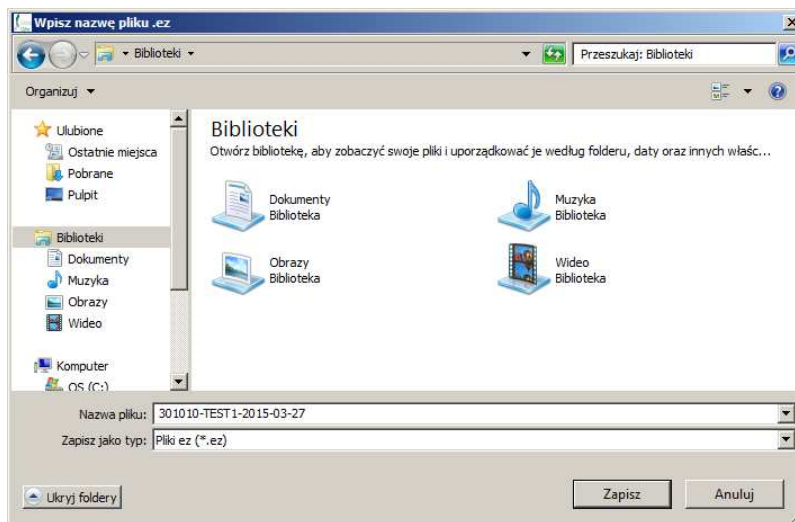 Wpisz nazwę pliku .ez
Biblioteki
Przeszukaj: Biblioteki
Organizuj
Ulubione
Ostatnie miejsca
Pobrane
Pulpit
Biblioteki
Dokumenty
Muzyka
Obrazy
Wideo
Komputer
OS (C:)
Biblioteki
Otwórz bibliotekę, aby zobaczyć swoje pliki i uporządkować je według folderu, daty oraz innych właśc...
Dokumenty
Biblioteka
Muzyka
Biblioteka
Obrazy
Biblioteka
Wideo
Biblioteka
Nazwa pliku: 301010-TEST1-2015-03-27
Zapisz jako typ: Pliki ez (*.ez)
Ukryj foldery
Zapisz
Anuluj